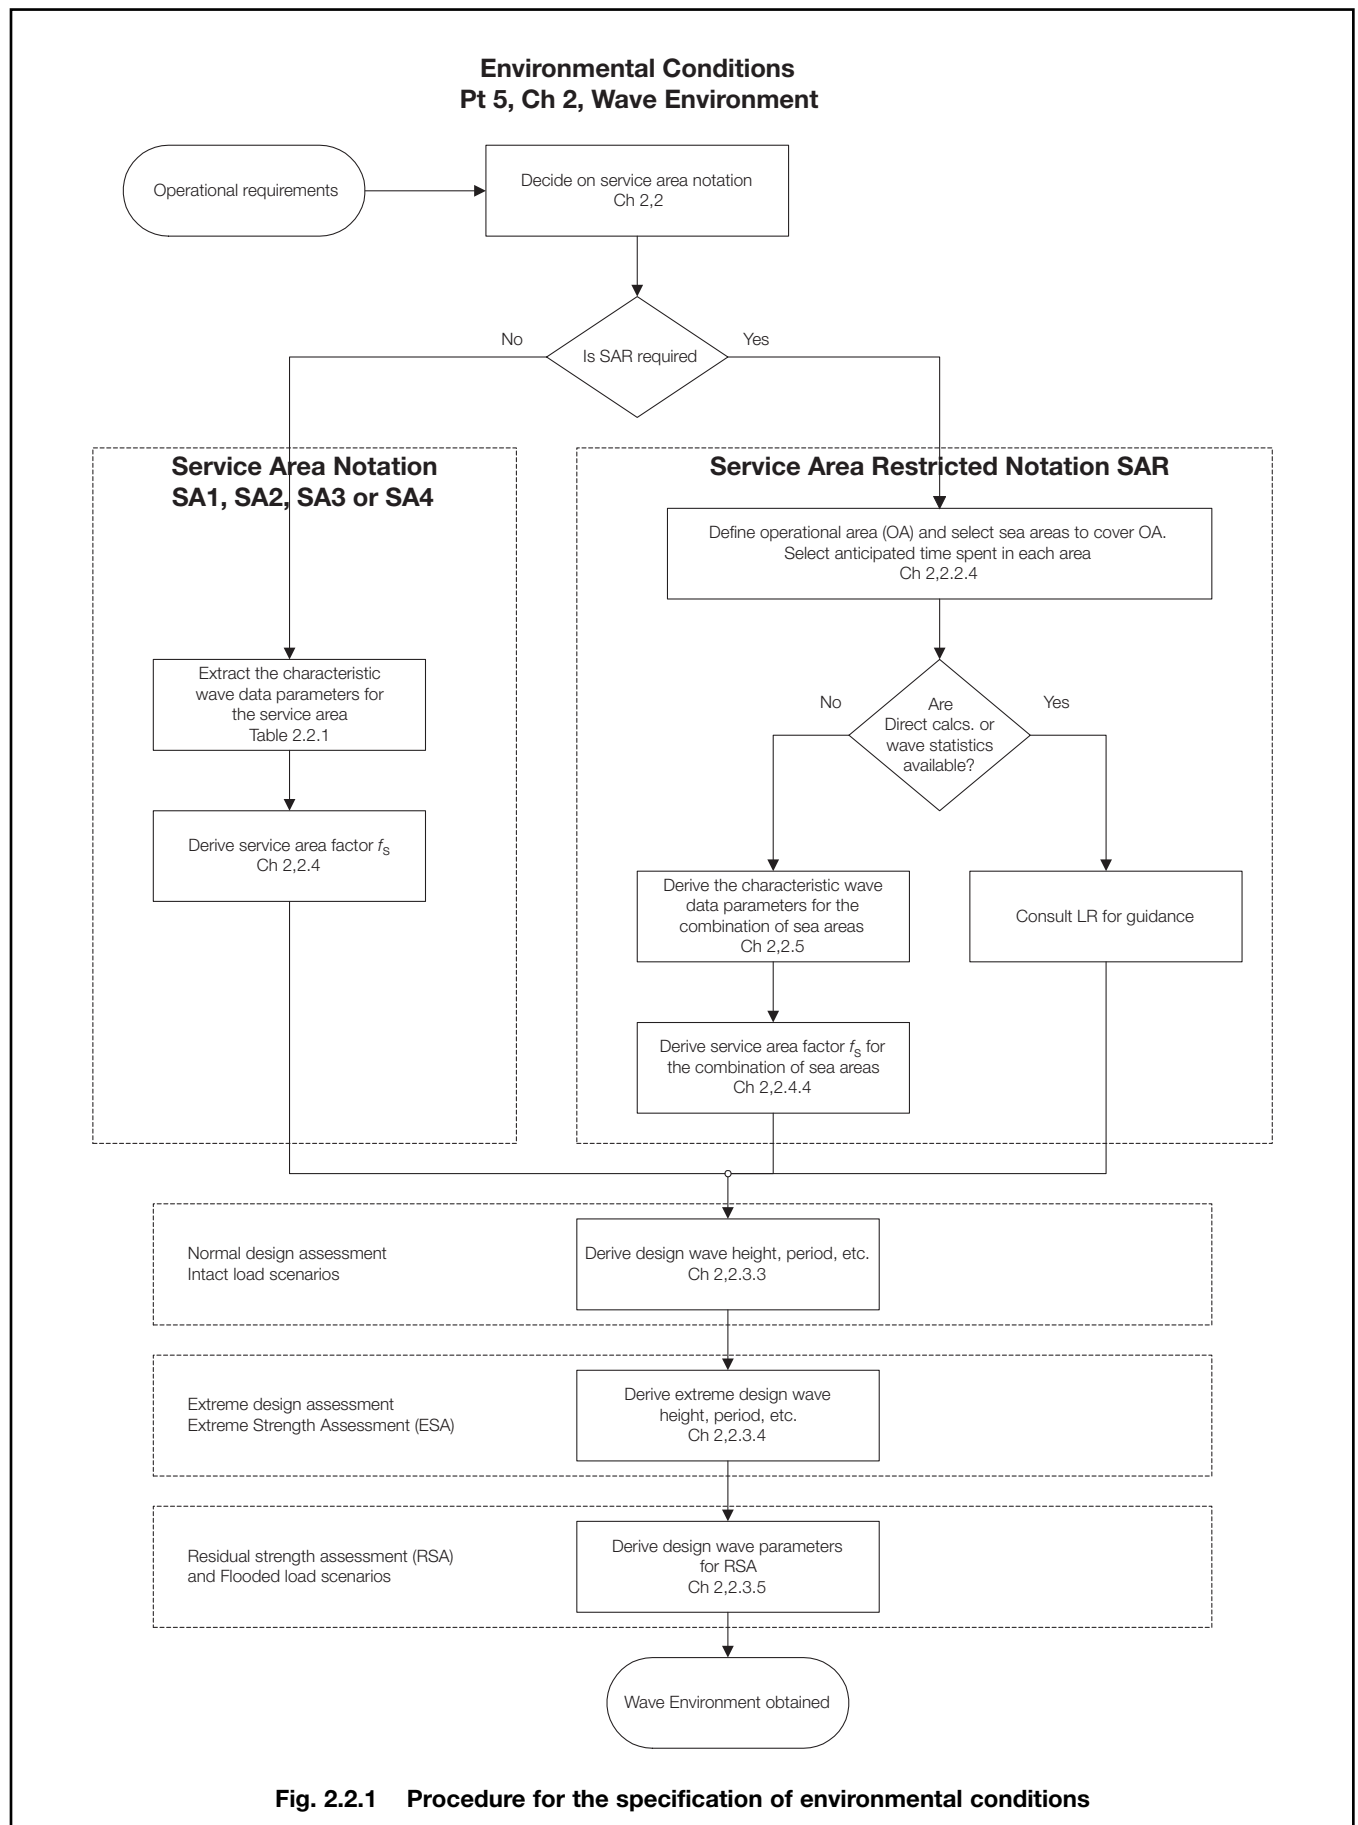 Environmental Conditions
Pt 5, Ch 2, Wave Environment
Operational requirements
Decide on service area notation
Ch 2,2
Is SAR required
No
Yes
Service Area Notation
SA1, SA2, SA3 or SA4
Service Area Restricted Notation SAR
Define operational area (OA) and select sea areas to cover OA.
Select anticipated time spent in each area
Ch 2,2.2.4
Extract the characteristic
wave data parameters for
the service area
Table 2.2.1
No
Yes
Are
Direct calcs. or
wave statistics
available?
Derive service area factor fS
Ch 2,2.4
Derive the characteristic wave
data parameters for the
combination of sea areas
Ch 2,2.5
Consult LR for guidance
Derive service area factor fS for
the combination of sea areas
Ch 2,2.4.4
Normal design assessment
Intact load scenarios
Derive design wave height, period, etc.
Ch 2,2.3.3
Extreme design assessment
Extreme Strength Assessment (ESA)
Derive extreme design wave
height, period, etc.
Ch 2,2.3.4
Residual strength assessment (RSA)
and Flooded load scenarios
Derive design wave parameters
for RSA
Ch 2,2.3.5
Wave Environment obtained
Fig. 2.2.1 Procedure for the specification of environmental conditions